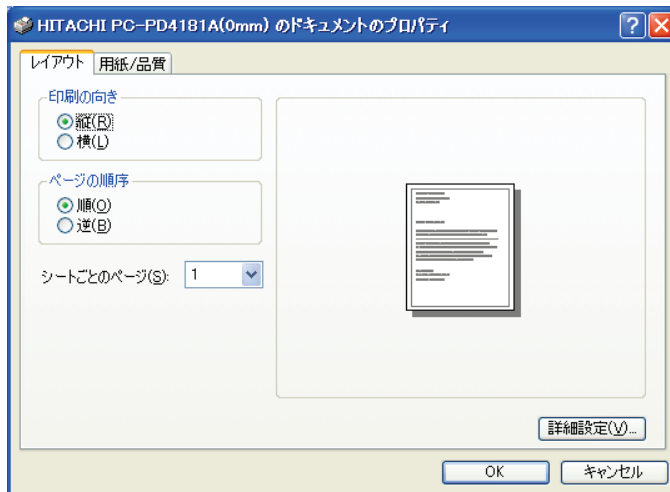 HITACHI PC-PD4181A(0mm) のドキュメントのプロパティ
レイアウト 用紙/品質
印刷の向き
縦(R)
横(L)
ページの順序
順(O)
逆(B)
シートごとのページ(S): 1
詳細設定(V)...
OK キャンセル